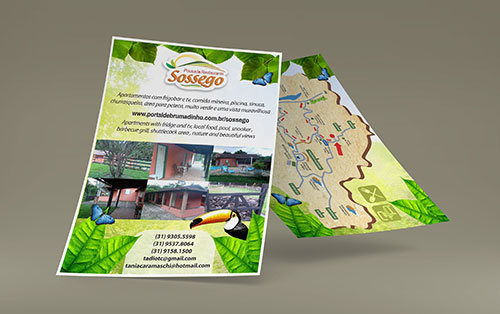 Pousada Restaurante
Sossego
Apartamentos com frigobar e tv, comida mineira, piscina, sinuca,
churrasqueira, área para peteca, muito verde e uma vista maravilhosa
www.portaldebrumadinho.com.br/sossego
Apartments with fridge and tv, local food, pool, snooker,
barbecue grill, shuttlecock area, nature and beautiful views
(31) 9305.5598
(31) 9537.8064
(31) 9158.1500
tadiotc@gmail.com
taniacaramaschi@hotmail.com